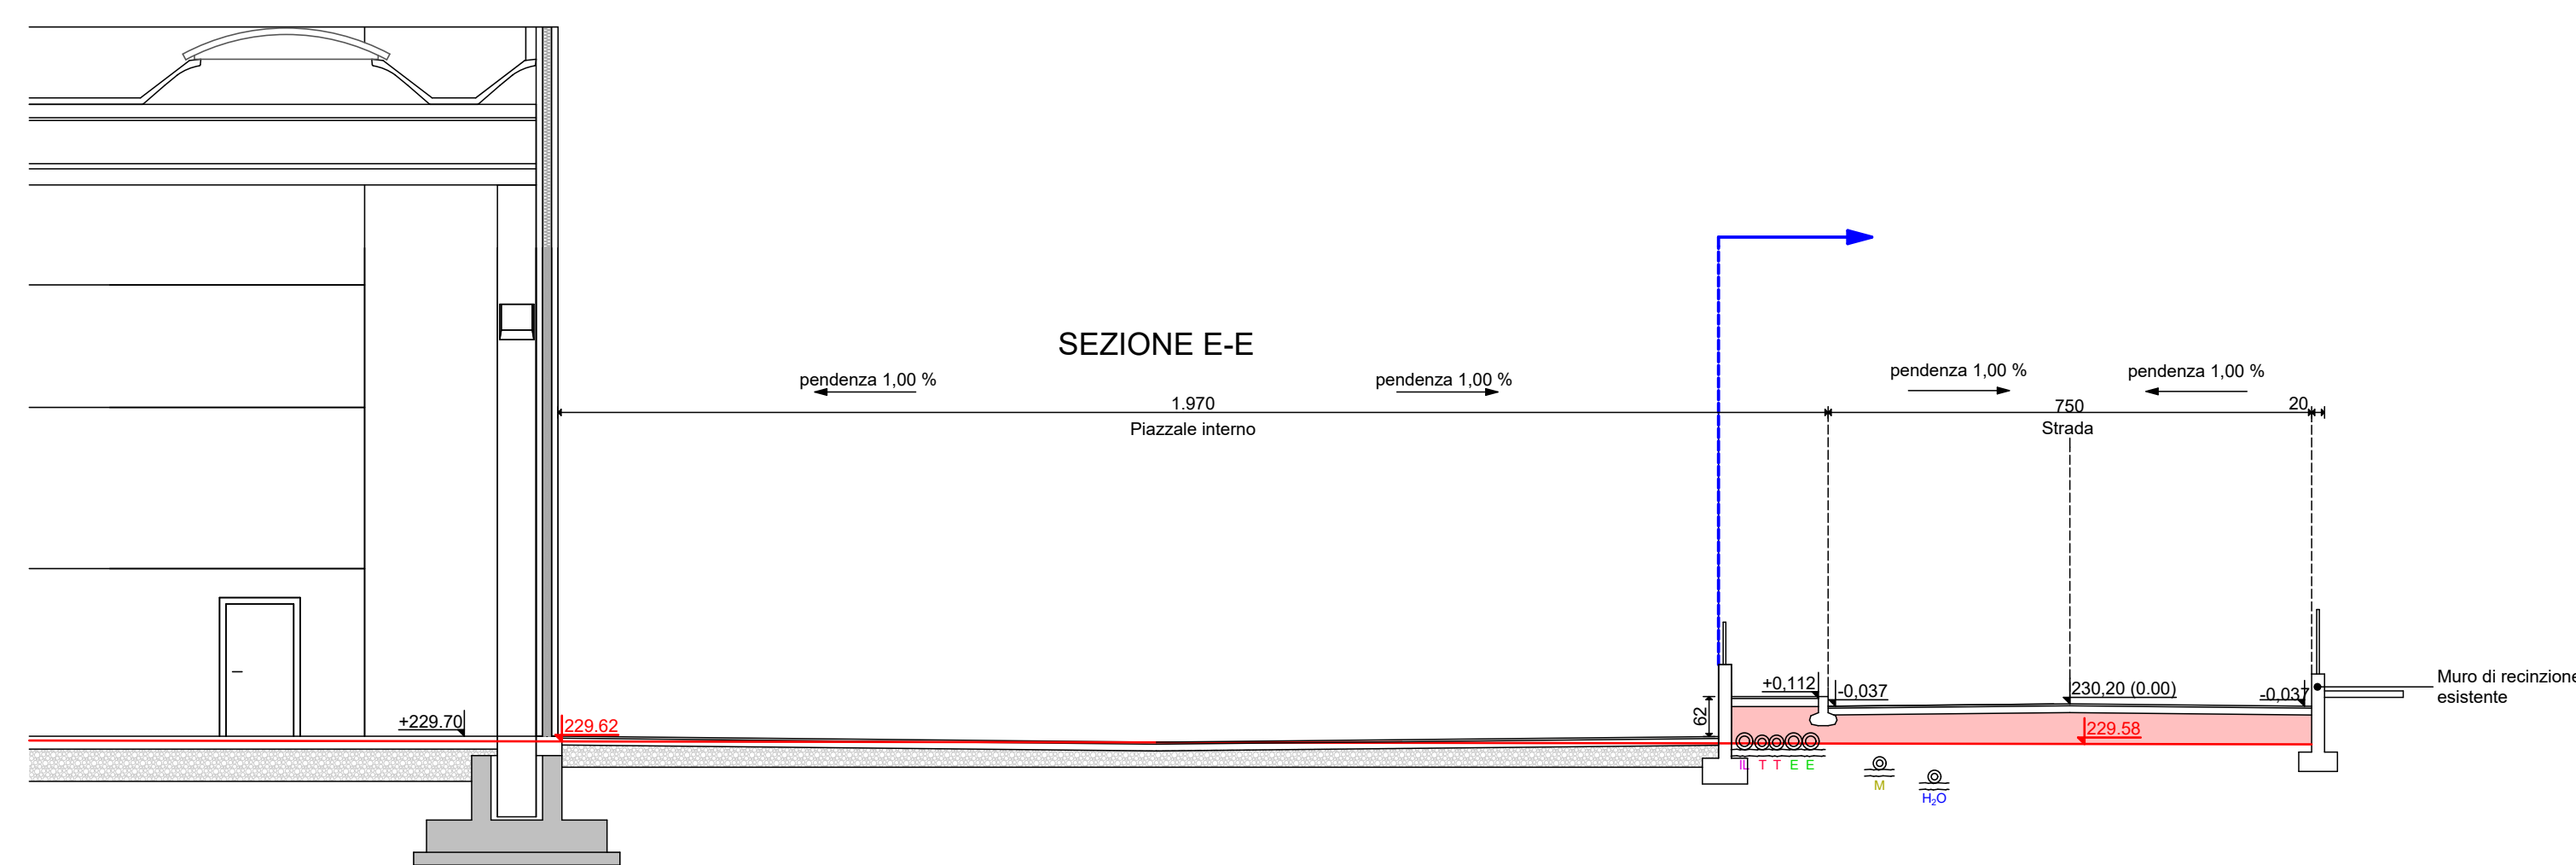 SEZIONE E-E
pendenza 1,00 %
pendenza 1,00 %
pendenza 1,00 %
pendenza 1,00 %
1.970
750
20
Piazzale interno
Strada
Muro di recinzione
esistente
+0,112
-0,037
230,20 (0.00)
-0,037
62
+229.70
229.62
229.58
IL T T E E
M
H₂O